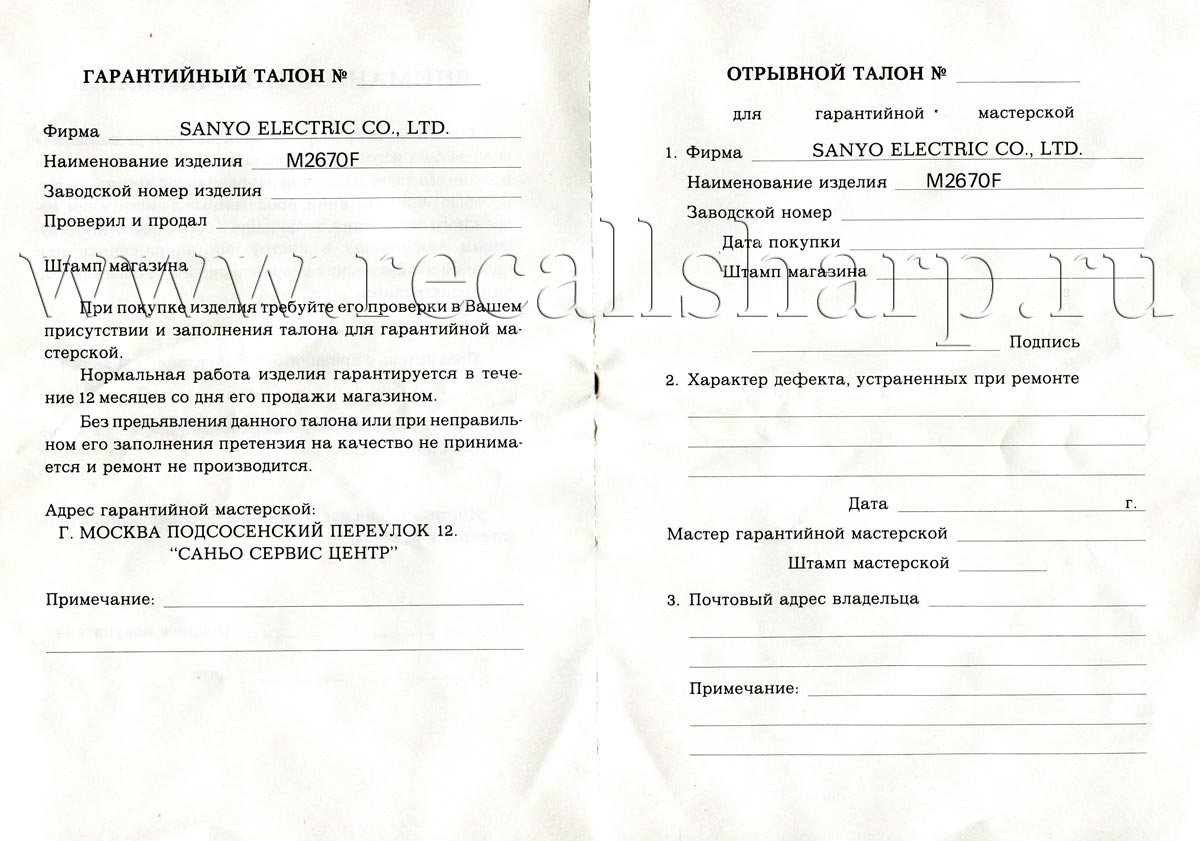 ГАРАНТИЙНЫЙ ТАЛОН №
Фирма SANYO ELECTRIC CO., LTD.
Наименование изделия M2670F
Заводской номер изделия
Проверил и продал
Штамп магазина
При покупке изделия требуйте его проверки в Вашем
присутствии и заполнения талона для гарантийной ма-
стерской.
Нормальная работа изделия гарантируется в тече-
ние 12 месяцев со дня его продажи магазином.
Без предьявления данного талона или при неправиль-
ном его заполнения претензия на качество не принима-
ется и ремонт не производится.
Адрес гарантийной мастерской:
Г. МОСКВА ПОДСОСЕНСКИЙ ПЕРЕУЛОК 12.
“САНЬО СЕРВИС ЦЕНТР”
Примечание:
ОТРЫВНОЙ ТАЛОН №
для гарантийной мастерской
1. Фирма SANYO ELECTRIC CO., LTD.
Наименование изделия M2670F
Заводской номер
Дата покупки
Штамп магазина
Подпись
2. Характер дефекта, устраненных при ремонте
Дата г.
Мастер гарантийной мастерской
Штамп мастерской
3. Почтовый адрес владельца
Примечание:
www.recallsharp.ru